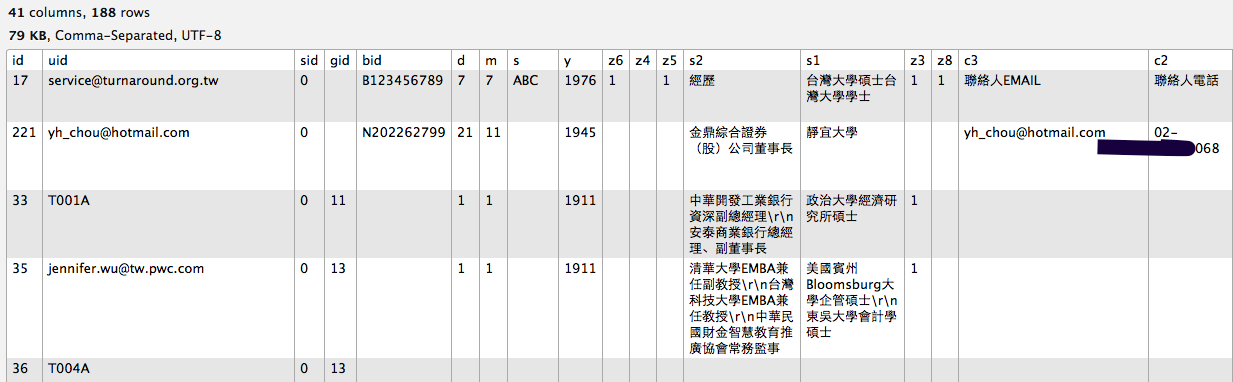 41 columns, 188 rows
79 KB, Comma-Separated, UTF-8
id uid sid gid bid d m s y z6 z4 z5 s2 s1 z3 z8 c3 c2
17 service@turnaround.org.tw 0 B123456789 7 7 ABC 1976 1 1 經歷 台灣大學碩士台 1 1 聯絡人EMAIL 聯絡人電話
灣大學學士
221 yh_chou@hotmail.com 0 N202262799 21 11 1945 金鼎綜合證券 靜宜大學 yh_chou@hotmail.com 02-
（股）公司董事長 068
33 T001A 0 11 1 1 1911 中華開發工業銀行 政治大學經濟研 1
資深副總經理\r\n 究所碩士
安泰商業銀行總經
理、副董事長
35 jennifer.wu@tw.pwc.com 0 13 1 1 1911 清華大學EMBA兼 美國賓州 1
任副教授\r\n台灣 Bloomsburg大
科技大學EMBA兼 學企管碩士\r\n
任教授\r\n中華民 東吳大學會計學
國財金智慧教育推 碩士
廣協會常務監事
36 T004A 0 13